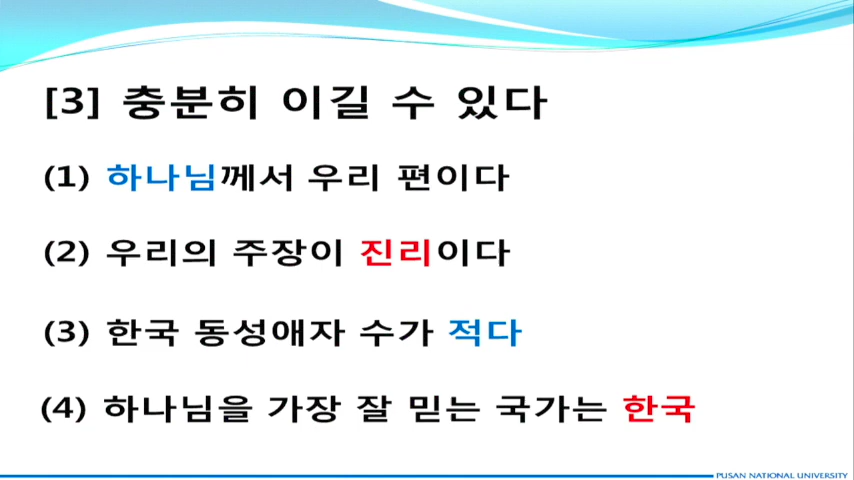 [3] 충분히 이길 수 있다
(1) 하나님께서 우리 편이다
(2) 우리의 주장이 진리이다
(3) 한국 동성애자 수가 적다
(4) 하나님을 가장 잘 믿는 국가는 한국
PUSAN NATIONAL UNIVERSITY